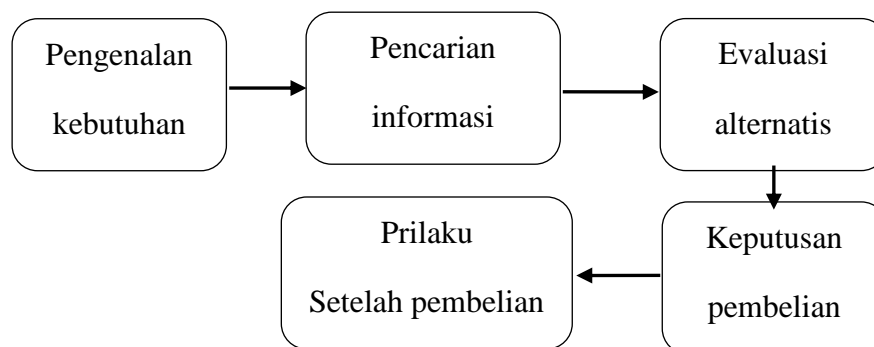 Pengenalan
kebutuhan
Pencarian
informasi
Evaluasi
alternatis
Keputusan
pembelian
Prilaku
Setelah pembelian